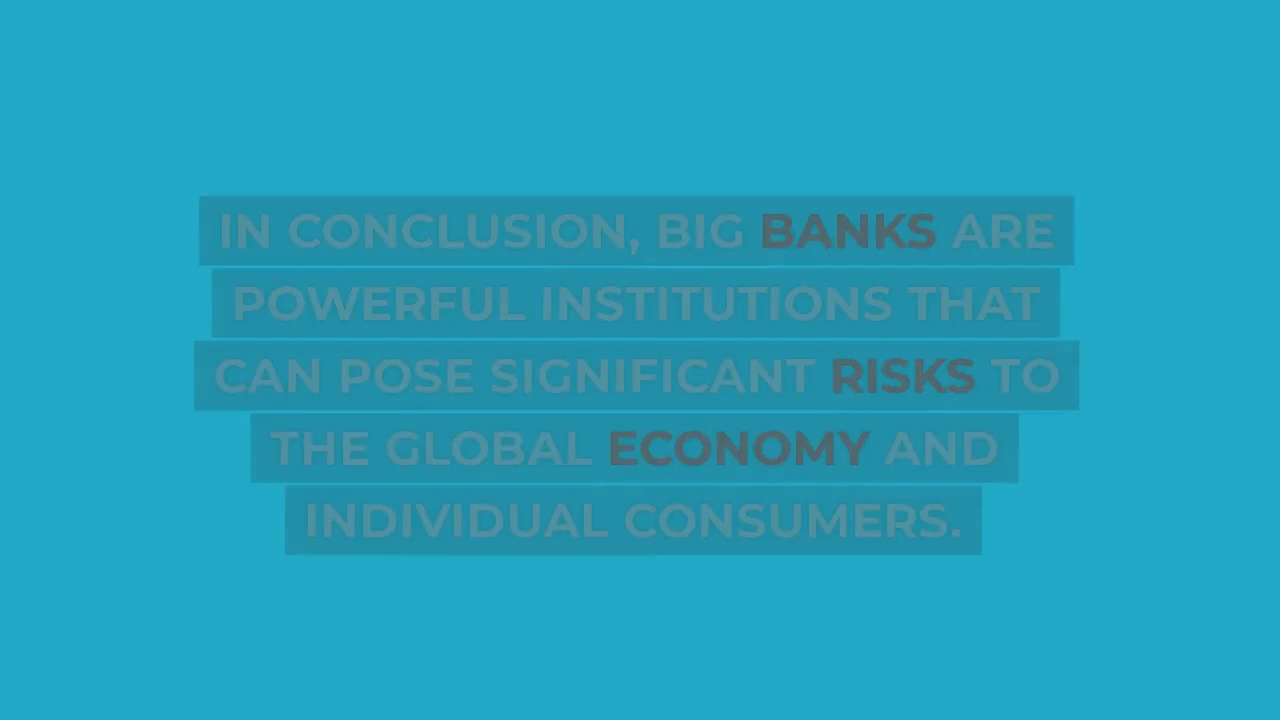 IN CONCLUSION, BIG BANKS ARE
POWERFUL INSTITUTIONS THAT
CAN POSE SIGNIFICANT RISKS TO
THE GLOBAL ECONOMY AND
INDIVIDUAL CONSUMERS.